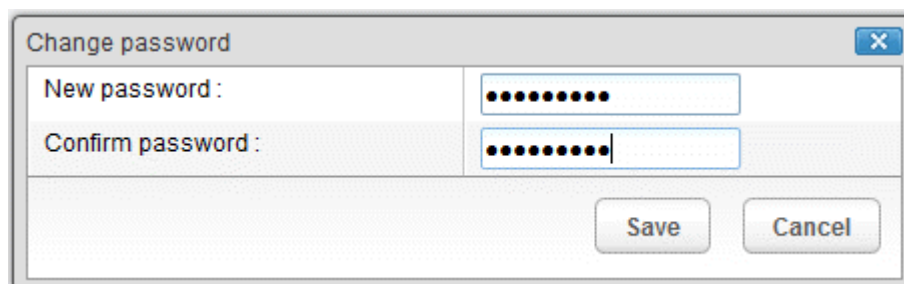 Change password
New password :
●●●●●●●●●
Confirm password :
●●●●●●●●●
Save Cancel